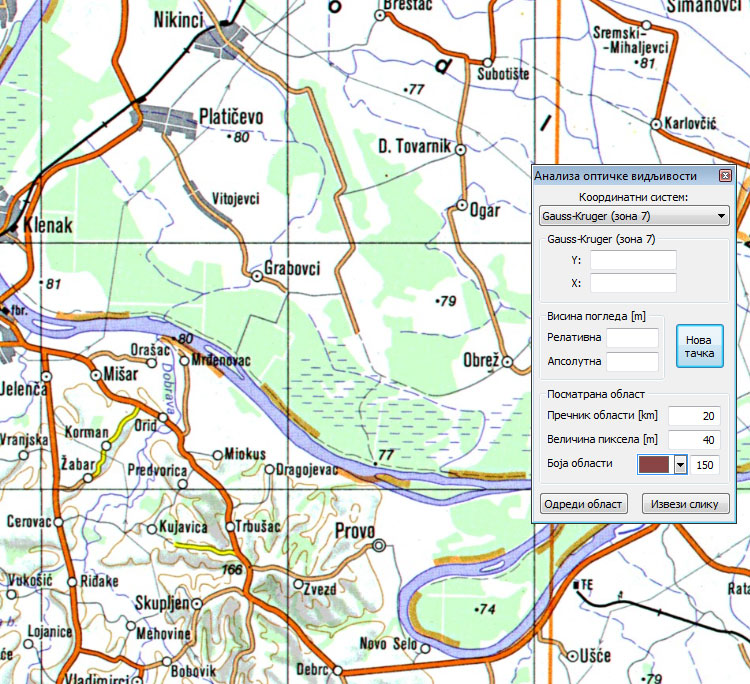 Brestač
o
Šimanovci
Nikinci
Sremski-
-Mihaljevci
81
d
Subotište
77
Platičevo
80
Karlovčić
l
D. Tovarnik
Vitojevci
Ogar
Klenak
Grabovci
81
79
fbr.
80
Orašac
Mrđenovac
Obrež
Mišar
Jelenča
Dobrava
Orid
Korman
Vranjska
Miokus
77
Žabar
Predvorica
Dragojevac
Cerovac
Kujavica
Trbušac
Provo
166
Vukošić
Riđake
Zvezd
TE
Rata
Skupljen
74
Lojanice
Mehovine
Novo Selo
Ušće
Bobovik
Debrc
Vladimirci
79
Анализа оптичке видљивости
Координатни систем:
Gauss-Kruger (зона 7)
Gauss-Kruger (зона 7)
Y:
X:
Висина погледа [m]
Релативна
Апсолутна
Нова
тачка
Посматрана област
Пречник области [km] 20
Величина пиксела [m] 40
Боја области 150
Одреди област Извези слику